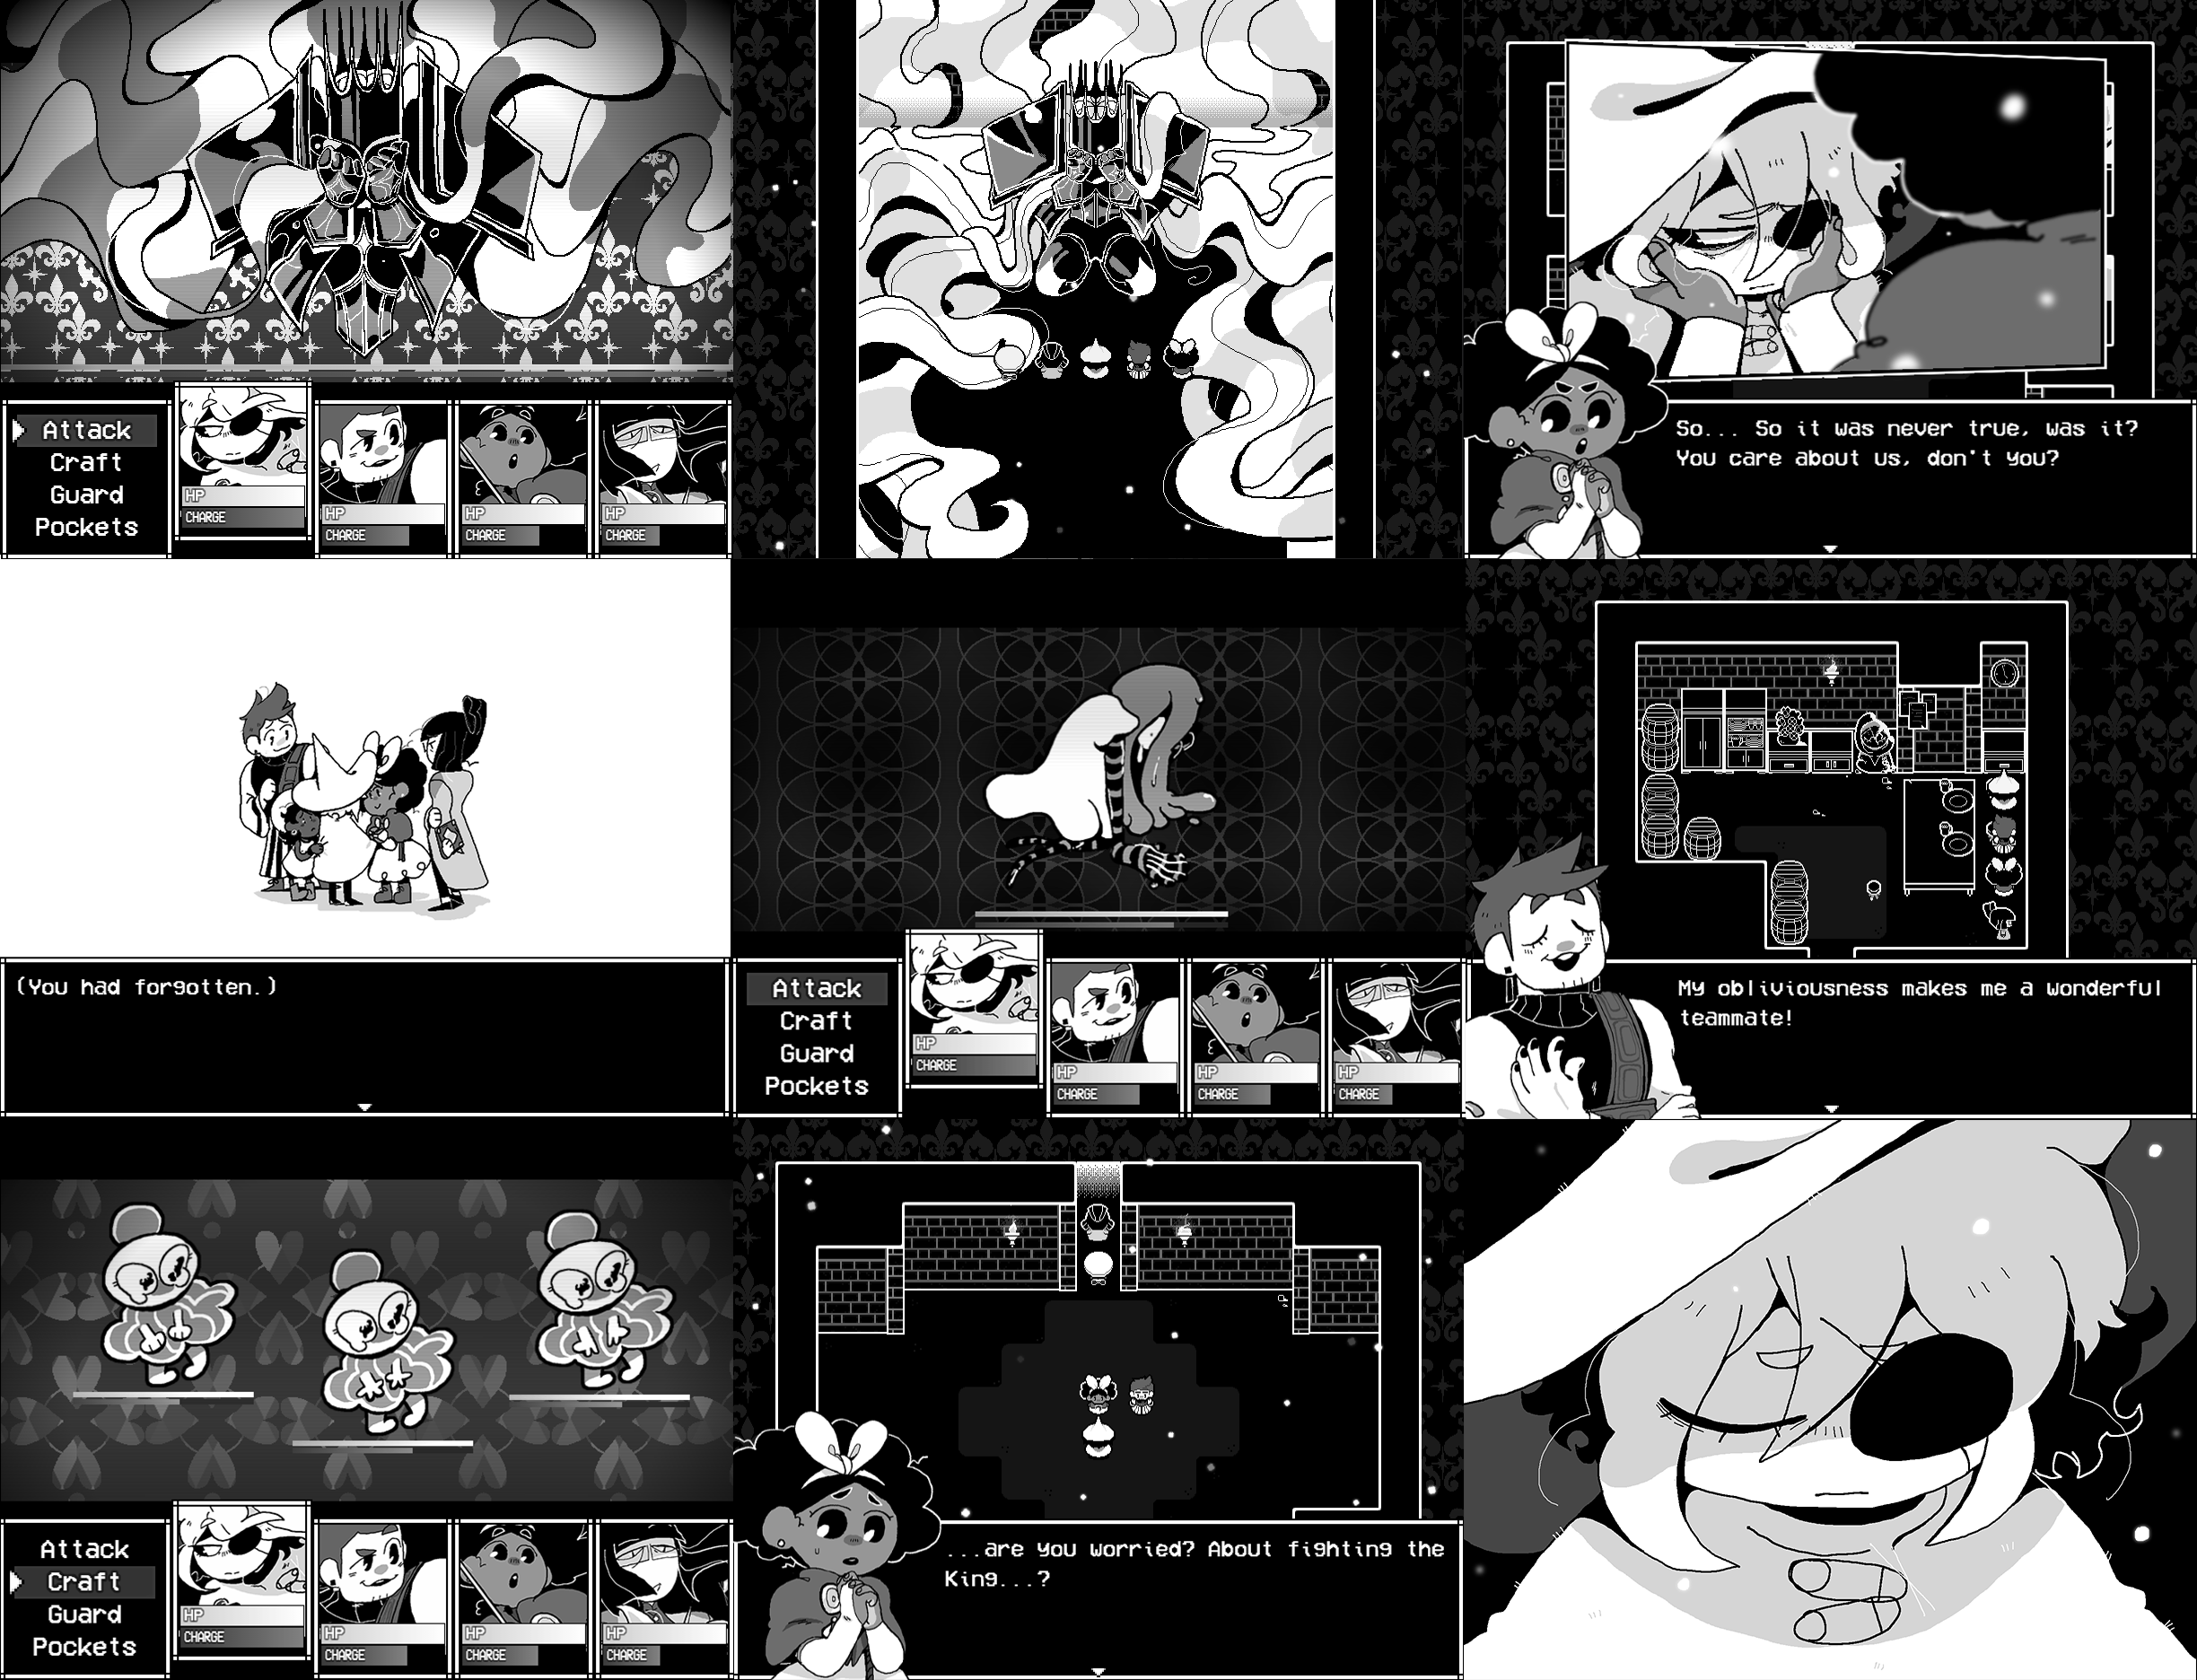 Attack
Craft
Guard
Pockets
HP
CHARGE
HP
CHARGE
HP
CHARGE
HP
CHARGE
So... So it was never true, was it?
You care about us, don't you?
(You had forgotten.)
Attack
Craft
Guard
Pockets
HP
CHARGE
HP
CHARGE
HP
CHARGE
HP
CHARGE
My obliviousness makes me a wonderful
teammate!
Attack
Craft
Guard
Pockets
HP
CHARGE
HP
CHARGE
HP
CHARGE
HP
CHARGE
...are you worried? About fighting the
King...?